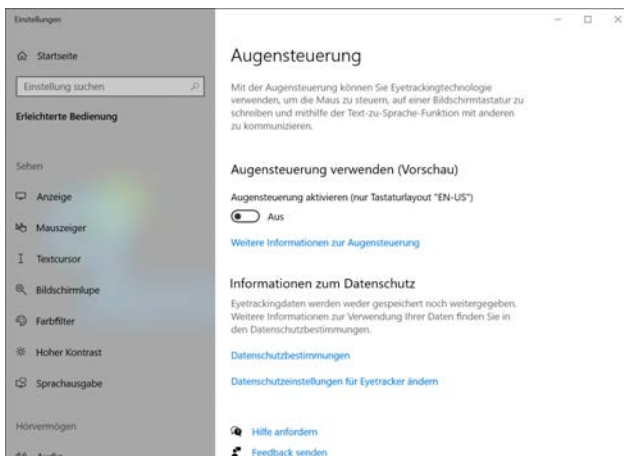 Einstellungen
Startseite
Einstellung suchen
Erleichterte Bedienung
Sehen
Anzeige
Mauszeiger
Textcursor
Bildschirmlupe
Farbfilter
Hoher Kontrast
Sprachausgabe
Hörvermögen
Audio
Augensteuerung
Mit der Augensteuerung können Sie Eyetrackingtechnologie
verwenden, um die Maus zu steuern, auf einer Bildschirmtastatur zu
schreiben und mithilfe der Text-zu-Sprache-Funktion mit anderen
zu kommunizieren.
Augensteuerung verwenden (Vorschau)
Augensteuerung aktivieren (nur Tastaturlayout "EN-US")
Aus
Weitere Informationen zur Augensteuerung
Informationen zum Datenschutz
Eyetrackingdaten werden weder gespeichert noch weitergegeben.
Weitere Informationen zur Verwendung Ihrer Daten finden Sie in
den Datenschutzbestimmungen.
Datenschutzbestimmungen
Datenschutzeinstellungen für Eyetracker ändern
Hilfe anfordern
Feedback senden